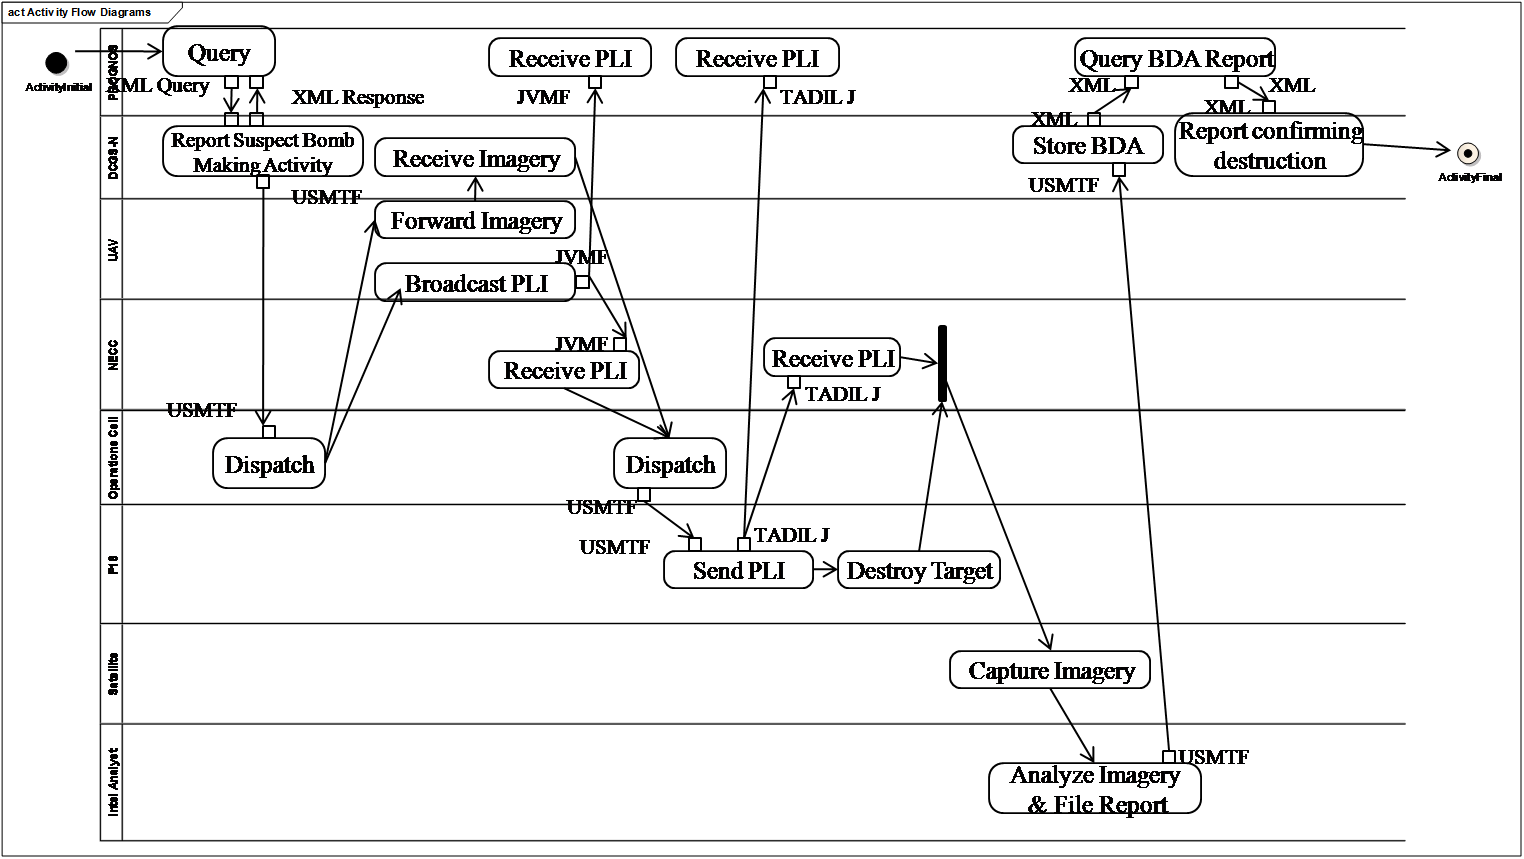 act Activity Flow Diagrams
ActivityInitial
PROGNOS
Query
XML Query
XML Response
Receive PLI
JVMF
Receive PLI
TADIL J
Query BDA Report
XML
XML
DCGS-N
Report Suspect Bomb
Making Activity
USMTF
Receive Imagery
XML
Store BDA
USMTF
XML
Report confirming
destruction
ActivityFinal
UAV
Forward Imagery
JVMF
Broadcast PLI
NECC
JVMF
Receive PLI
Receive PLI
TADIL J
Operations Cell
USMTF
Dispatch
Dispatch
USMTF
F16
USMTF
TADIL J
Send PLI
Destroy Target
Satellite
Capture Imagery
Intel Analyst
USMTF
Analyze Imagery
& File Report